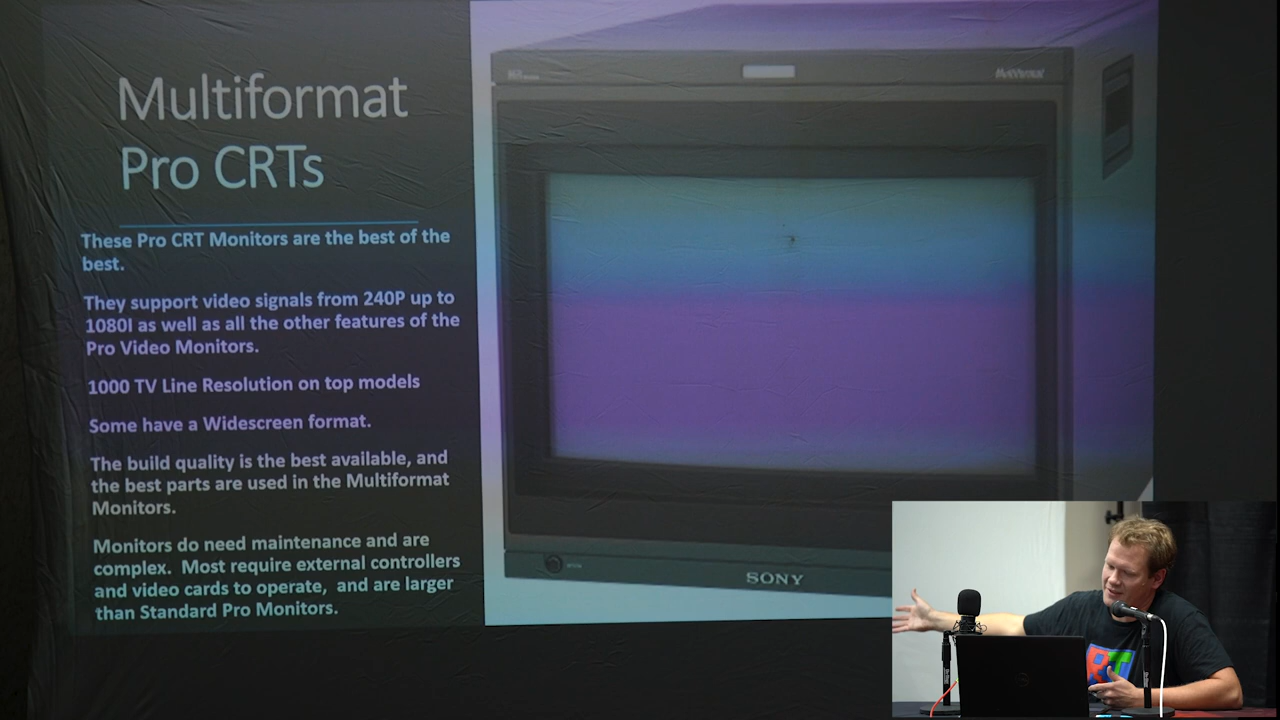 Multiformat
Pro CRTs
These Pro CRT Monitors are the best of the
best.
They support video signals from 240P up to
1080I as well as all the other features of the
Pro Video Monitors.
1000 TV Line Resolution on top models
Some have a Widescreen format.
The build quality is the best available, and
the best parts are used in the Multiformat
Monitors.
Monitors do need maintenance and are
complex.  Most require external controllers
and video cards to operate,  and are larger
than Standard Pro Monitors.
Multiformat
SONY
RT